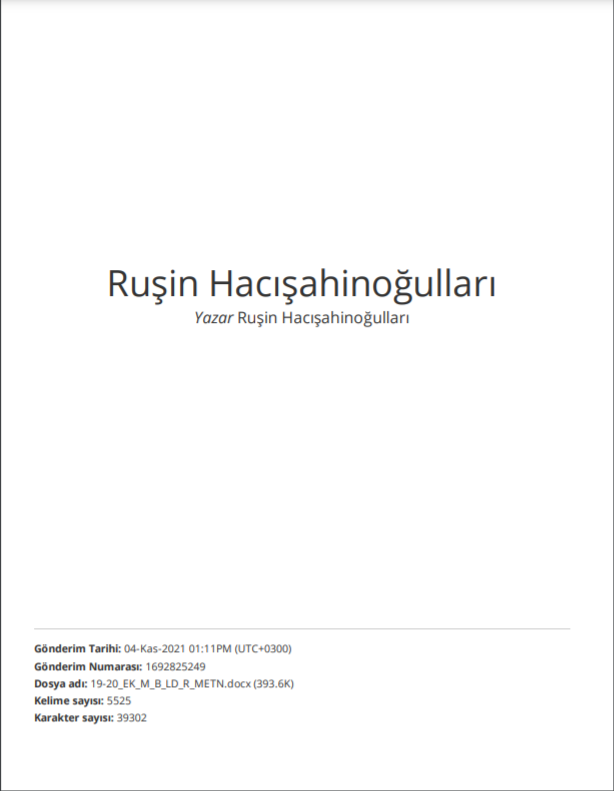 Ruşin Hacışahinoğulları
Yazar Ruşin Hacışahinoğulları
Gönderim Tarihi: 04-Kas-2021 01:11PM (UTC+0300)
Gönderim Numarası: 1692825249
Dosya adı: 19-20_EK_M_B_LD_R_METN.docx (393.6K)
Kelime sayısı: 5525
Karakter sayısı: 39302